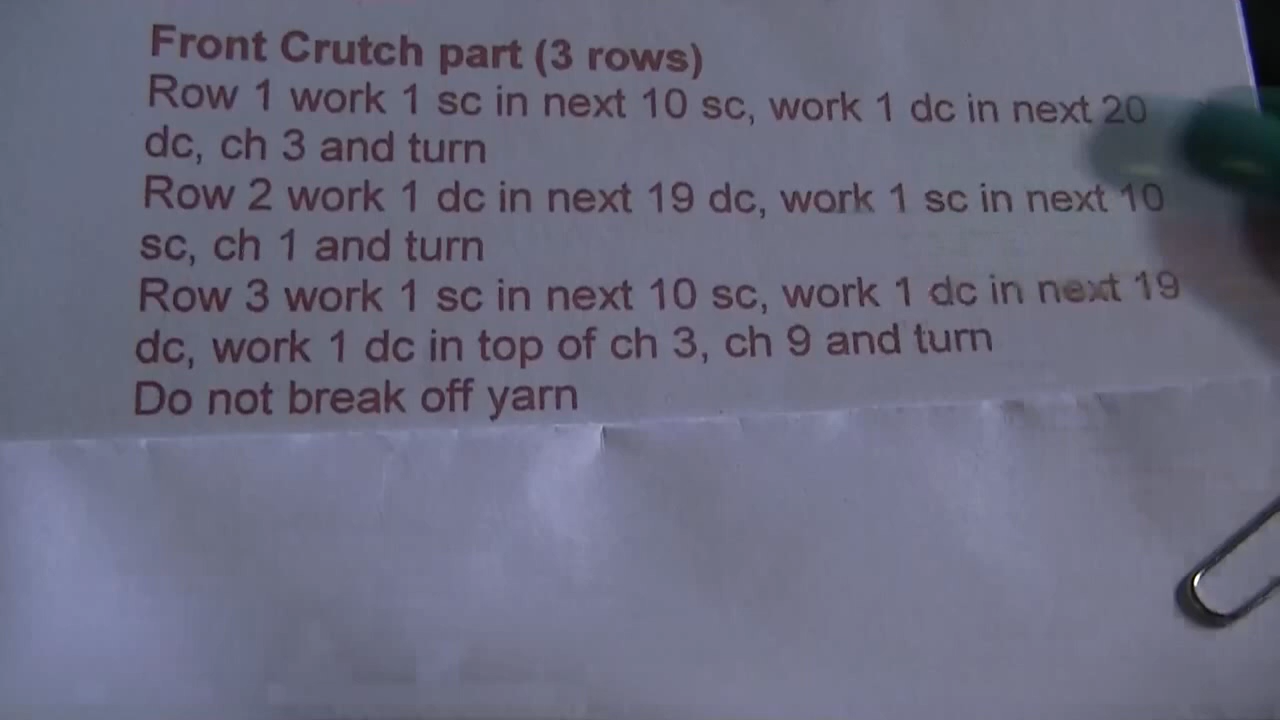 Front Crutch part (3 rows)
Row 1 work 1 sc in next 10 sc, work 1 dc in next 20
dc, ch 3 and turn
Row 2 work 1 dc in next 19 dc, work 1 sc in next 10
sc, ch 1 and turn
Row 3 work 1 sc in next 10 sc, work 1 dc in next 19
dc, work 1 dc in top of ch 3, ch 9 and turn
Do not break off yarn